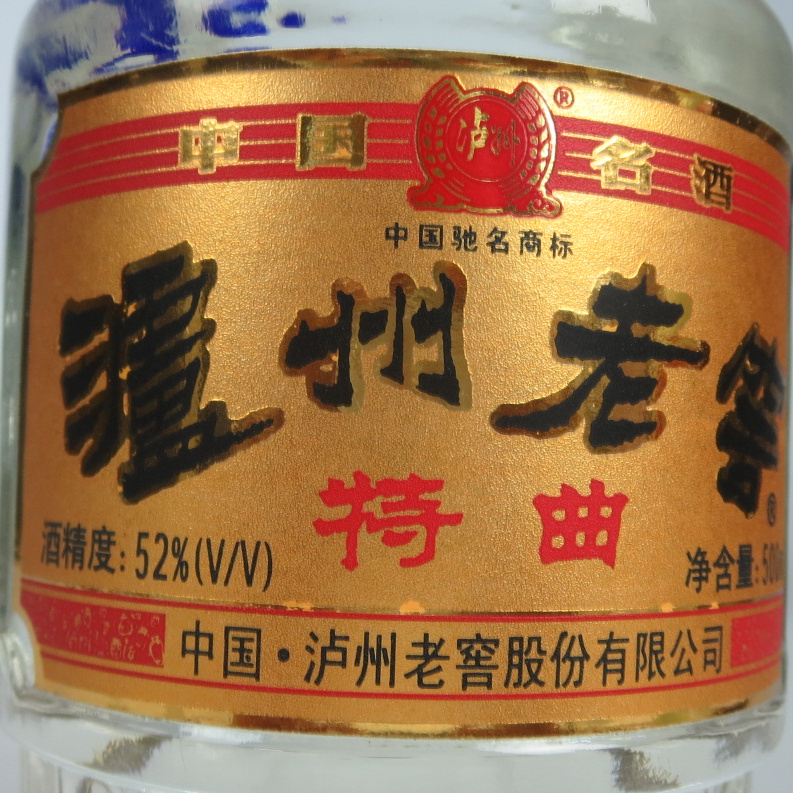 中国 泸州 ® 名酒
中国驰名商标
泸州老窖®
特曲
酒精度: 52%(V/V) 净含量: 500
中国·泸州老窖股份有限公司